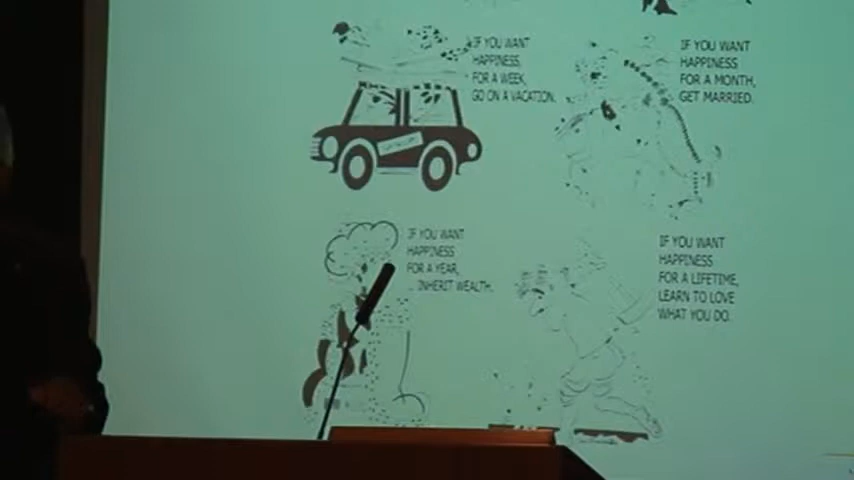 IF YOU WANT
HAPPINESS
FOR A WEEK,
GO ON A VACATION.
IF YOU WANT
HAPPINESS
FOR A MONTH,
GET MARRIED.
IF YOU WANT
HAPPINESS
FOR A YEAR,
... INHERIT WEALTH.
IF YOU WANT
HAPPINESS
FOR A LIFETIME,
LEARN TO LOVE
WHAT YOU DO.